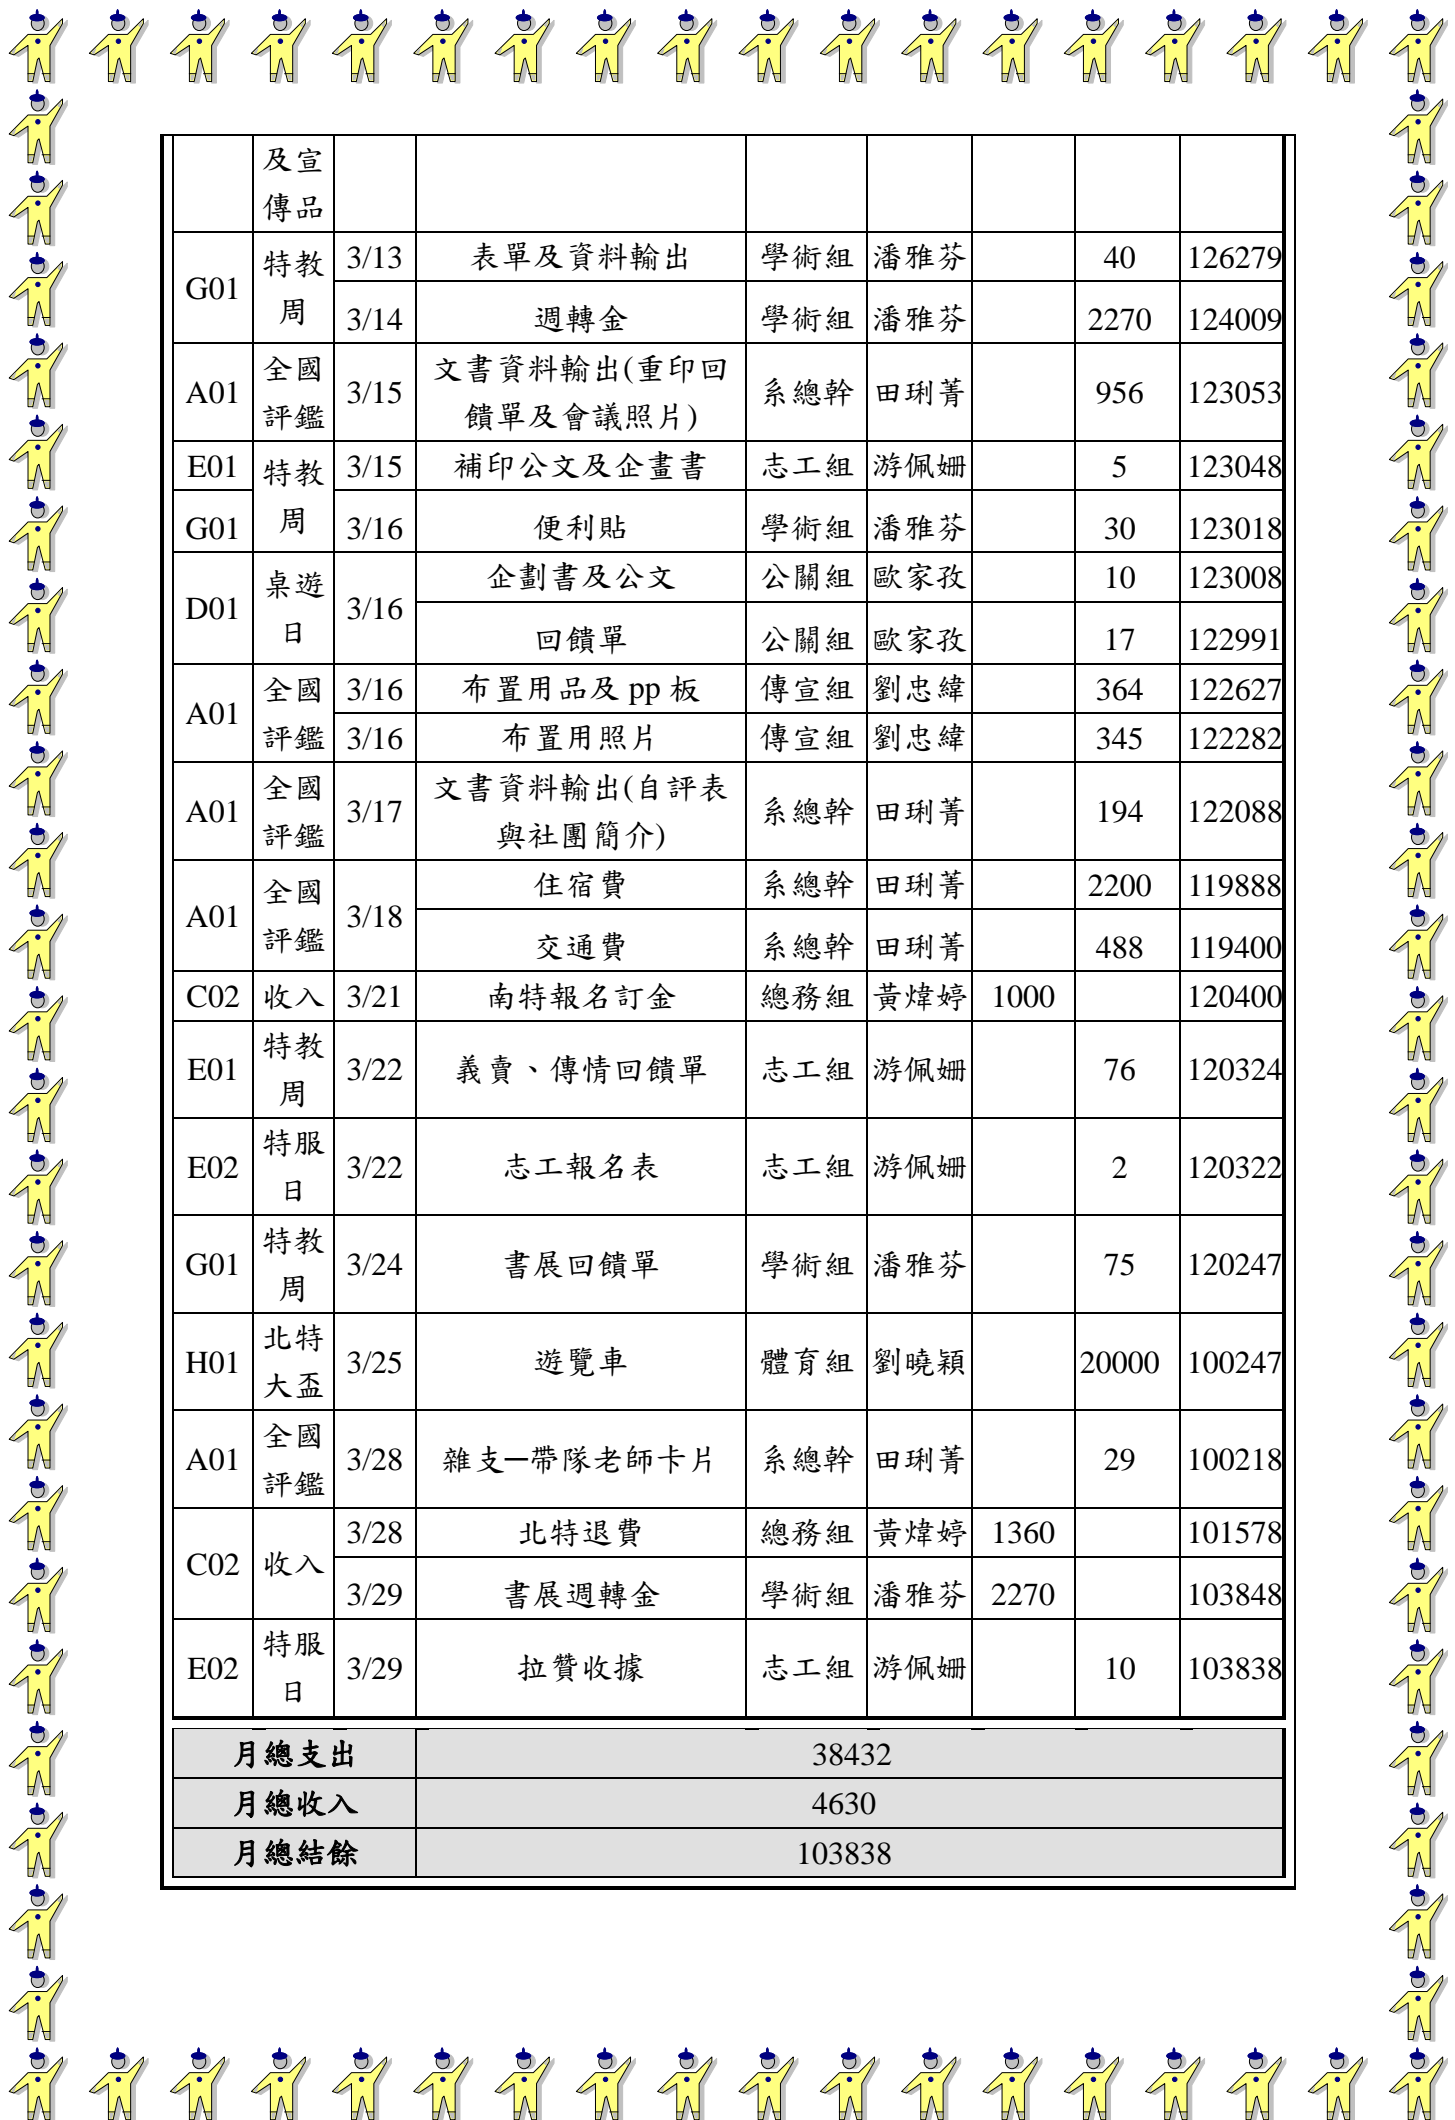 及宣
傳品
G01 特教周 3/13 表單及資料輸出 學術組 潘雅芬 40 126279
3/14 週轉金 學術組 潘雅芬 2270 124009
A01 全國評鑑 3/15 文書資料輸出(重印回饋單及會議照片) 系總幹 田琍菁 956 123053
E01 特教周 3/15 補印公文及企畫書 志工組 游佩姍 5 123048
G01 3/16 便利貼 學術組 潘雅芬 30 123018
D01 桌遊日 3/16 企劃書及公文 公關組 歐家孜 10 123008
回饋單 公關組 歐家孜 17 122991
A01 全國評鑑 3/16 布置用品及 pp 板 傳宣組 劉忠緯 364 122627
3/16 布置用照片 傳宣組 劉忠緯 345 122282
A01 全國評鑑 3/17 文書資料輸出(自評表與社團簡介) 系總幹 田琍菁 194 122088
A01 全國評鑑 3/18 住宿費 系總幹 田琍菁 2200 119888
交通費 系總幹 田琍菁 488 119400
C02 收入 3/21 南特報名訂金 總務組 黃煒婷 1000 120400
E01 特教周 3/22 義賣、傳情回饋單 志工組 游佩姍 76 120324
E02 特服日 3/22 志工報名表 志工組 游佩姍 2 120322
G01 特教周 3/24 書展回饋單 學術組 潘雅芬 75 120247
H01 北特大盃 3/25 遊覽車 體育組 劉曉穎 20000 100247
A01 全國評鑑 3/28 雜支─帶隊老師卡片 系總幹 田琍菁 29 100218
C02 收入 3/28 北特退費 總務組 黃煒婷 1360 101578
3/29 書展週轉金 學術組 潘雅芬 2270 103848
E02 特服日 3/29 拉贊收據 志工組 游佩姍 10 103838
月總支出 38432
月總收入 4630
月總結餘 103838